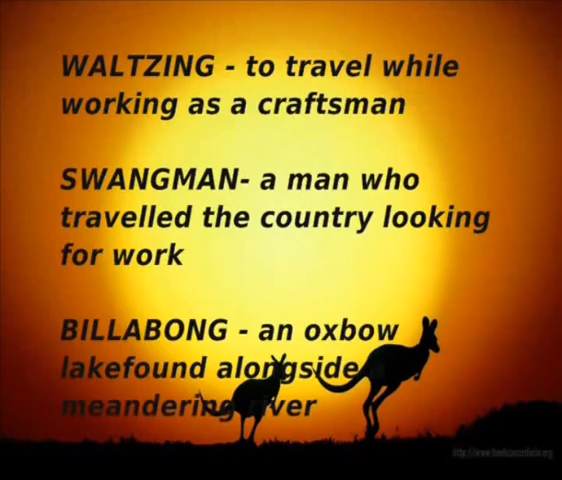 WALTZING - to travel while
working as a craftsman
SWANGMAN- a man who
travelled the country looking
for work
BILLABONG - an oxbow
lakefound alongside a
meandering river